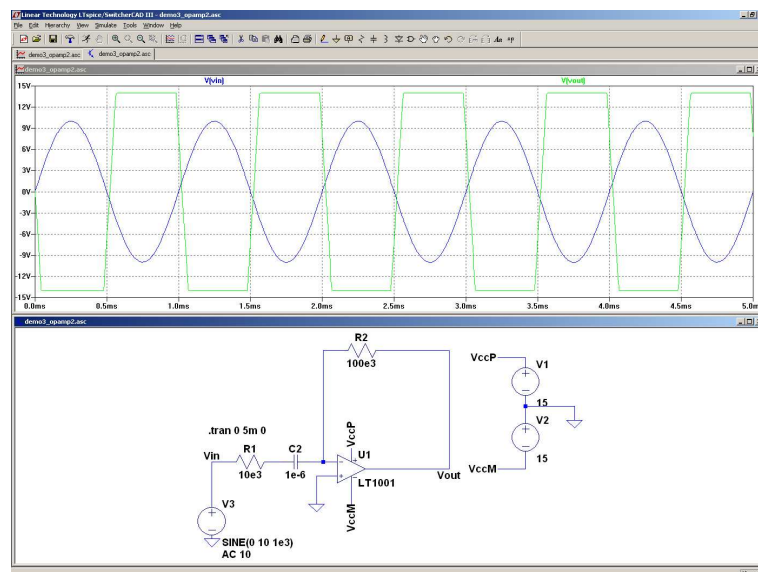 Linear Technology LTspice/SwitcherCAD III - demo3_opamp2.asc
File Edit Hierarchy View Simulate Tools Window Help
demo3_opamp2.asc demo3_opamp2.asc
demo3_opamp2.asc
V(vin) V(vout)
15V
12V
9V
6V
3V
0V
-3V
-6V
-9V
-12V
-15V
0.0ms 0.5ms 1.0ms 1.5ms 2.0ms 2.5ms 3.0ms 3.5ms 4.0ms 4.5ms 5.0m
demo3_opamp2.asc
R2
100e3
VccP
V1
15
V2
15
VccM
.tran 0 5m 0
Vin
R1
10e3
C2
1e-6
VccP
U1
LT1001
VccM
Vout
V3
SINE(0 10 1e3)
AC 10